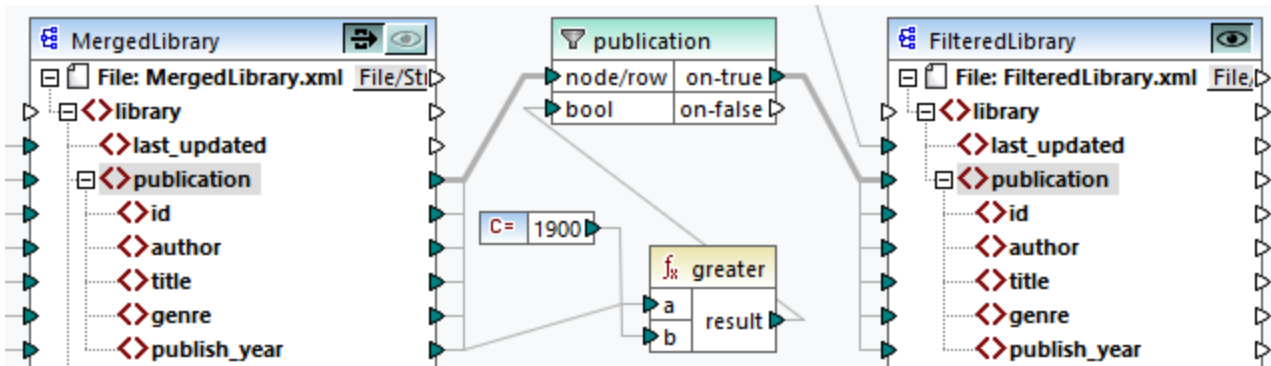 MergedLibrary
File: MergedLibrary.xml File/Str
library
last_updated
publication
id
author
title
genre
publish_year
publication
node/row on-true
bool on-false
C= 1900
fx greater
a
result
b
FilteredLibrary
File: FilteredLibrary.xml File/
library
last_updated
publication
id
author
title
genre
publish_year